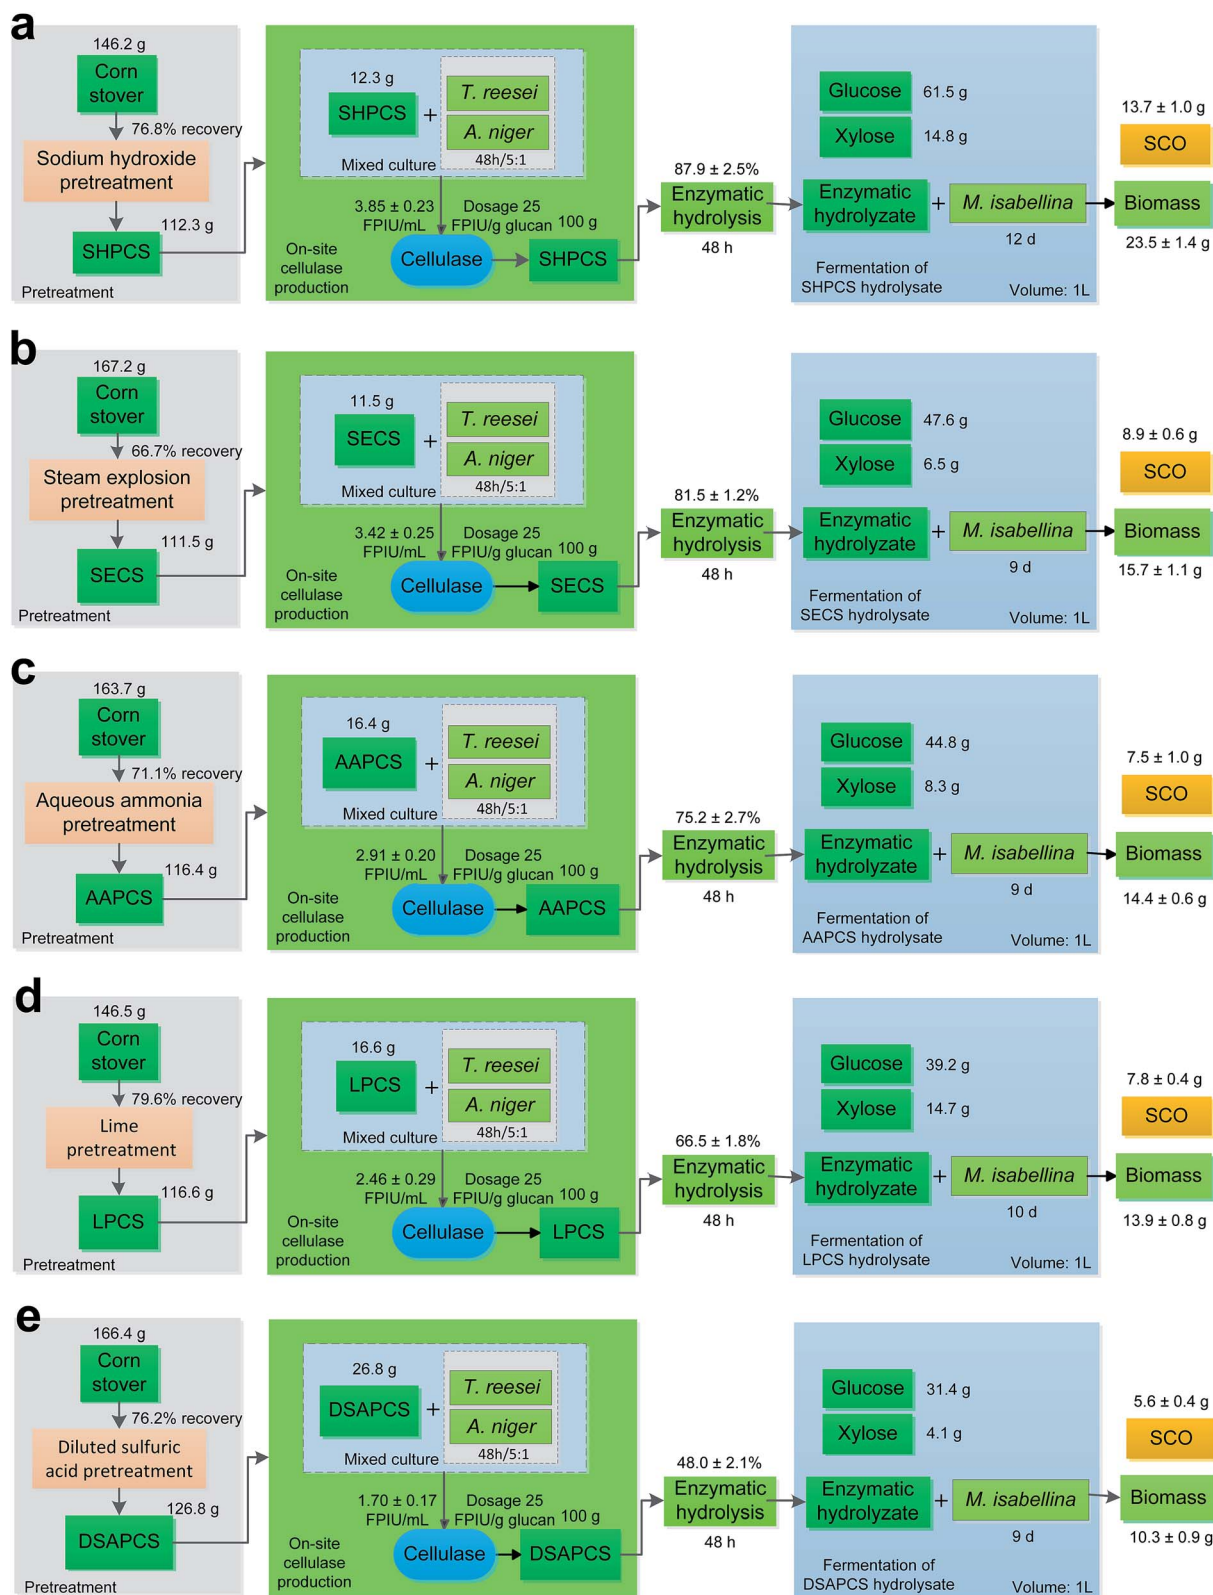 a
146.2 g
Corn
stover
76.8% recovery
Sodium hydroxide
pretreatment
112.3 g
SHPCS
Pretreatment
12.3 g
SHPCS
+
T. reesei
A. niger
48h/5:1
Mixed culture
3.85 ± 0.23
FPIU/mL
Dosage 25
FPIU/g glucan
100 g
On-site
cellulase
production
Cellulase
SHPCS
87.9 ± 2.5%
Enzymatic
hydrolysis
48 h
Glucose
61.5 g
Xylose
14.8 g
Enzymatic
hydrolyzate
+
M. isabellina
12 d
Fermentation of
SHPCS hydrolysate
Volume: 1L
13.7 ± 1.0 g
SCO
Biomass
23.5 ± 1.4 g
b
167.2 g
Corn
stover
66.7% recovery
Steam explosion
pretreatment
111.5 g
SECS
Pretreatment
11.5 g
SECS
+
T. reesei
A. niger
48h/5:1
Mixed culture
3.42 ± 0.25
FPIU/mL
Dosage 25
FPIU/g glucan
100 g
On-site
cellulase
production
Cellulase
SECS
81.5 ± 1.2%
Enzymatic
hydrolysis
48 h
Glucose
47.6 g
Xylose
6.5 g
Enzymatic
hydrolyzate
+
M. isabellina
9 d
Fermentation of
SECS hydrolysate
Volume: 1L
8.9 ± 0.6 g
SCO
Biomass
15.7 ± 1.1 g
c
163.7 g
Corn
stover
71.1% recovery
Aqueous ammonia
pretreatment
116.4 g
AAPCS
Pretreatment
16.4 g
AAPCS
+
T. reesei
A. niger
48h/5:1
Mixed culture
2.91 ± 0.20
FPIU/mL
Dosage 25
FPIU/g glucan
100 g
On-site
cellulase
production
Cellulase
AAPCS
75.2 ± 2.7%
Enzymatic
hydrolysis
48 h
Glucose
44.8 g
Xylose
8.3 g
Enzymatic
hydrolyzate
+
M. isabellina
9 d
Fermentation of
AAPCS hydrolysate
Volume: 1L
7.5 ± 1.0 g
SCO
Biomass
14.4 ± 0.6 g
d
146.5 g
Corn
stover
79.6% recovery
Lime
pretreatment
116.6 g
LPCS
Pretreatment
16.6 g
LPCS
+
T. reesei
A. niger
48h/5:1
Mixed culture
2.46 ± 0.29
FPIU/mL
Dosage 25
FPIU/g glucan
100 g
On-site
cellulase
production
Cellulase
LPCS
66.5 ± 1.8%
Enzymatic
hydrolysis
48 h
Glucose
39.2 g
Xylose
14.7 g
Enzymatic
hydrolyzate
+
M. isabellina
10 d
Fermentation of
LPCS hydrolysate
Volume: 1L
7.8 ± 0.4 g
SCO
Biomass
13.9 ± 0.8 g
e
166.4 g
Corn
stover
76.2% recovery
Diluted sulfuric
acid pretreatment
126.8 g
DSAPCS
Pretreatment
26.8 g
DSAPCS
+
T. reesei
A. niger
48h/5:1
Mixed culture
1.70 ± 0.17
FPIU/mL
Dosage 25
FPIU/g glucan
100 g
On-site
cellulase
production
Cellulase
DSAPCS
48.0 ± 2.1%
Enzymatic
hydrolysis
48 h
Glucose
31.4 g
Xylose
4.1 g
Enzymatic
hydrolyzate
+
M. isabellina
9 d
Fermentation of
DSAPCS hydrolysate
Volume: 1L
5.6 ± 0.4 g
SCO
Biomass
10.3 ± 0.9 g